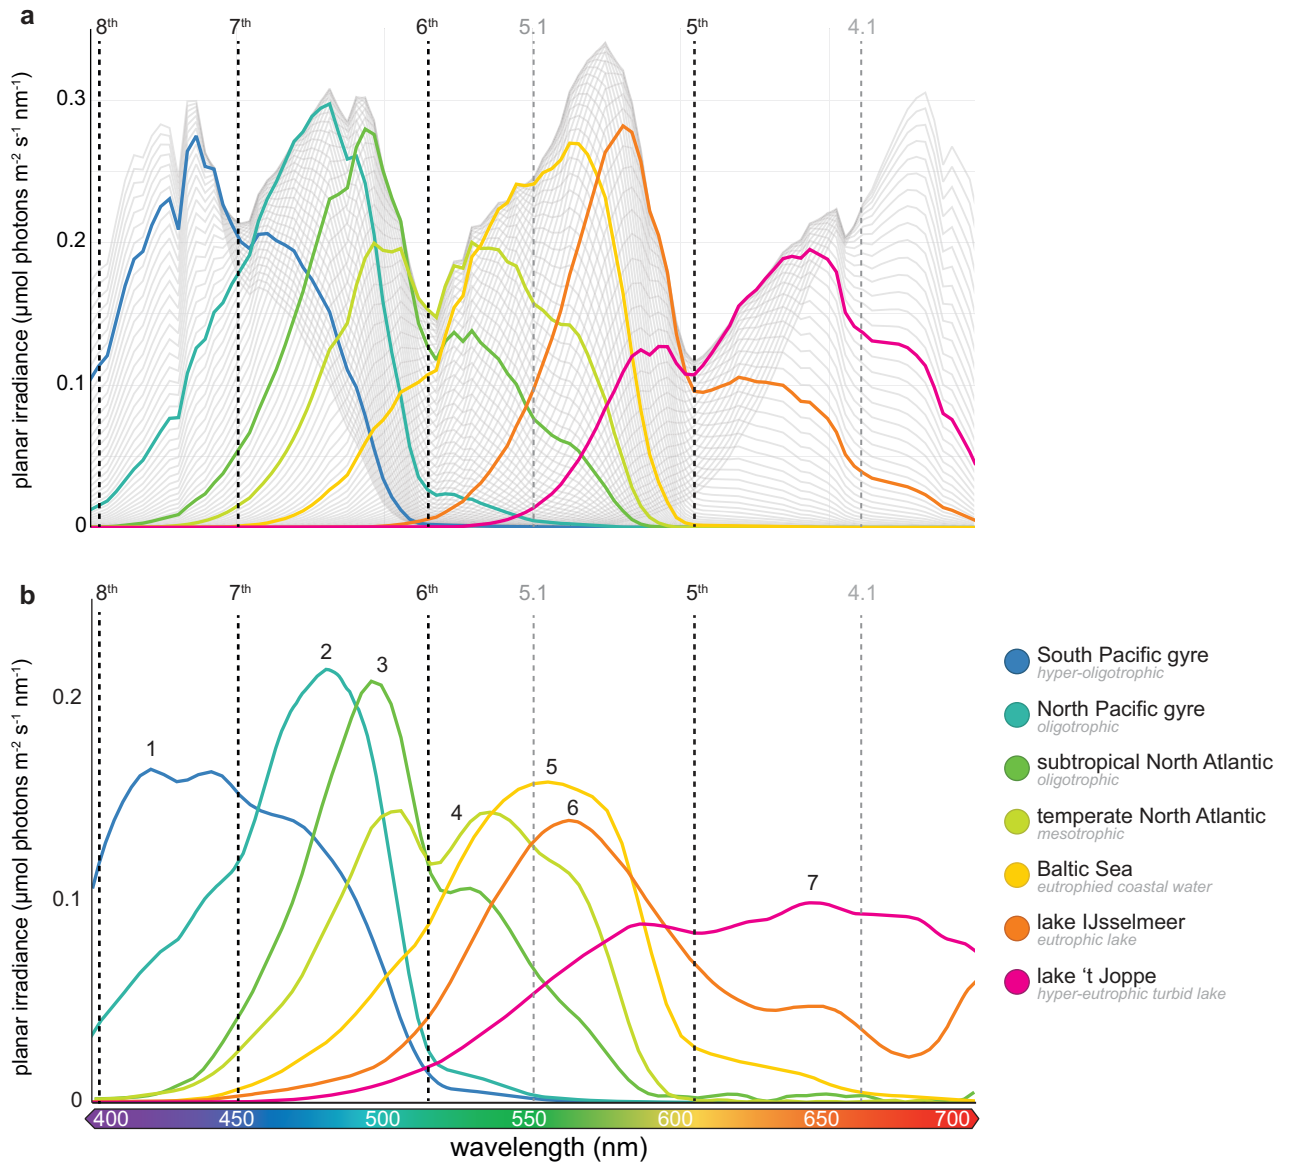 a
8th 7th 6th 5.1 5th 4.1
planar irradiance (µmol photons m⁻² s⁻¹ nm⁻¹)
0.3
0.2
0.1
0
b
8th 7th 6th 5.1 5th 4.1
planar irradiance (µmol photons m⁻² s⁻¹ nm⁻¹)
0.2
0.1
0
1
2
3
4
5
6
7
400 450 500 550 600 650 700
wavelength (nm)
South Pacific gyre
hyper-oligotrophic
North Pacific gyre
oligotrophic
subtropical North Atlantic
oligotrophic
temperate North Atlantic
mesotrophic
Baltic Sea
eutrophied coastal water
lake IJsselmeer
eutrophic lake
lake ‘t Joppe
hyper-eutrophic turbid lake